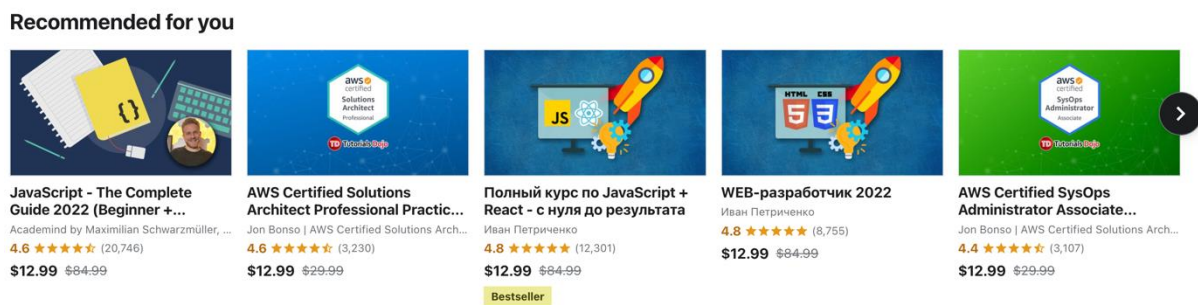 Recommended for you
{}
JavaScript - The Complete
Guide 2022 (Beginner +...
Academind by Maximilian Schwarzmüller, ...
4.6 (20,746)
$12.99 $84.99
aws
certified
Solutions
Architect
Professional
TD Tutorials Dojo
AWS Certified Solutions
Architect Professional Practic...
Jon Bonso | AWS Certified Solutions Arch...
4.6 (3,230)
$12.99 $29.99
JS
Полный курс по JavaScript +
React - с нуля до результата
Иван Петриченко
4.8 (12,301)
$12.99 $84.99
Bestseller
HTML CSS
5 3
WEB-разработчик 2022
Иван Петриченко
4.8 (8,755)
$12.99 $84.99
aws
certified
SysOps
Administrator
Associate
TD Tutorials Dojo
AWS Certified SysOps
Administrator Associate...
Jon Bonso | AWS Certified Solutions Arch...
4.4 (3,107)
$12.99 $29.99